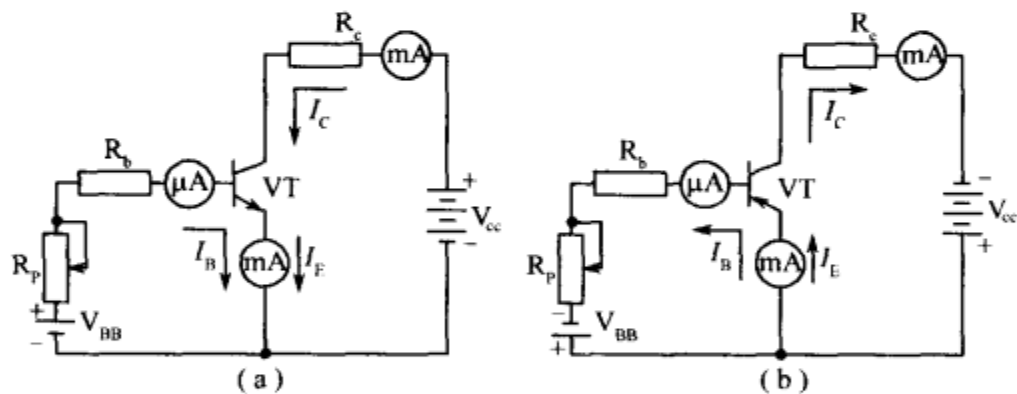 R_c
mA
I_C
R_b
μA
VT
+
V_cc
-
R_P
I_B
mA
I_E
+
V_BB
-
( a )
R_c
mA
I_C
R_b
μA
VT
-
V_cc
+
R_P
I_B
mA
I_E
-
V_BB
+
( b )